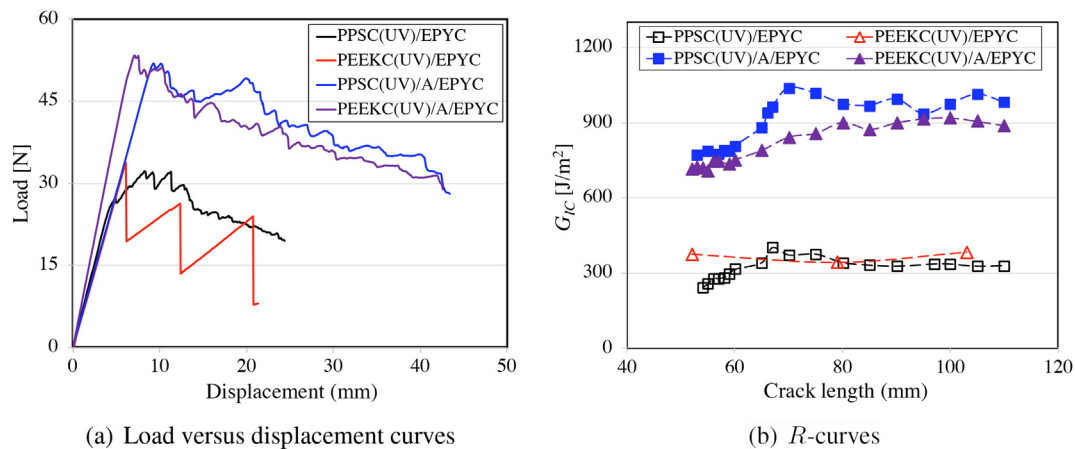 60
45
30
15
0
Load [N]
0
10
20
30
40
50
Displacement (mm)
PPSC(UV)/EPYC
PEEKC(UV)/EPYC
PPSC(UV)/A/EPYC
PEEKC(UV)/A/EPYC
(a) Load versus displacement curves
1200
900
600
300
0
G_{IC} [J/m²]
40
60
80
100
120
Crack length (mm)
PPSC(UV)/EPYC PEEKC(UV)/EPYC
PPSC(UV)/A/EPYC PEEKC(UV)/A/EPYC
(b) R-curves